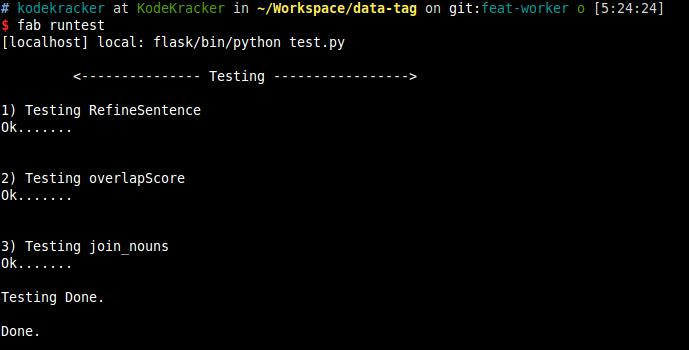 # kodekracker at KodeKracker in ~/Workspace/data-tag on git:feat-worker o [5:24:24]
$ fab runtest
[localhost] local: flask/bin/python test.py
<--------------- Testing ---------------->
1) Testing RefineSentence
Ok.......
2) Testing overlapScore
Ok.......
3) Testing join_nouns
Ok.......
Testing Done.
Done.